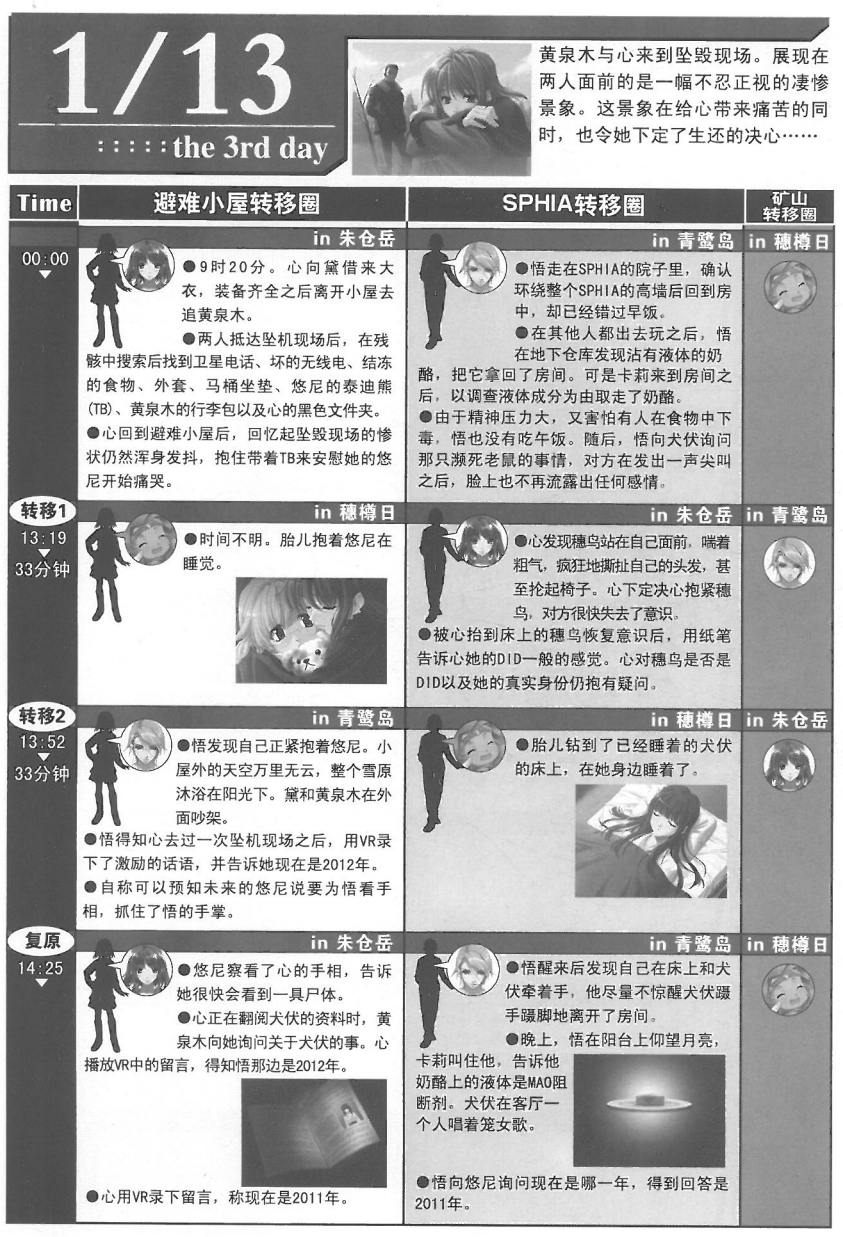 1/13
:::::the 3rd day
黄泉木与心来到坠毁现场。展现在
两人面前的是一幅不忍正视的凄惨
景象。这景象在给心带来痛苦的同
时，也令她下定了生还的决心……
Time
避难小屋转移圈
SPHIA转移圈
矿山
转移圈
00:00
in 朱仓岳
●9时20分。心向黛借来大
衣，装备齐全之后离开小屋去
追黄泉木。
●两人抵达坠机现场后，在残
骸中搜索后找到卫星电话、坏的无线电、结冻
的食物、外套、马桶坐垫、悠尼的泰迪熊
(TB)、黄泉木的行李包以及心的黑色文件夹。
●心回到避难小屋后，回忆起坠毁现场的惨
状仍然浑身发抖，抱住带着TB来安慰她的悠
尼开始痛哭。
in 青鹭岛
●悟走在SPHIA的院子里，确认
环绕整个SPHIA的高墙后回到房
中，却已经错过早饭。
●在其他人都出去玩之后，悟
在地下仓库发现沾有液体的奶
酪，把它拿回了房间。可是卡莉来到房间之
后，以调查液体成分为由取走了奶酪。
●由于精神压力大，又害怕有人在食物中下
毒，悟也没有吃午饭。随后，悟向犬伏询问
那只濒死老鼠的事情，对方在发出一声尖叫
之后，脸上也不再流露出任何感情。
in 穗樽日
转移1
13:19
33分钟
in 穗樽日
●时间不明。胎儿抱着悠尼在
睡觉。
in 朱仓岳
●心发现穗鸟站在自己面前，喘着
粗气，疯狂地撕扯自己的头发，甚
至抡起椅子。心下定决心抱紧穗
鸟，对方很快失去了意识。
●被心抬到床上的穗鸟恢复意识后，用纸笔
告诉心她的DID一般的感觉。心对穗鸟是否是
DID以及她的真实身份仍抱有疑问。
in 青鹭岛
转移2
13:52
33分钟
in 青鹭岛
●悟发现自己正紧抱着悠尼。小
屋外的天空万里无云，整个雪原
沐浴在阳光下。黛和黄泉木在外
面吵架。
●悟得知心去过一次坠机现场之后，用VR录
下了激励的话语，并告诉她现在是2012年。
●自称可以预知未来的悠尼说要为悟看手
相，抓住了悟的手掌。
in 穗樽日
●胎儿钻到了已经睡着的犬伏
的床上，在她身边睡着了。
in 朱仓岳
复原
14:25
in 朱仓岳
●悠尼察看了心的手相，告诉
她很快会看到一具尸体。
●心正在翻阅犬伏的资料时，黄
泉木向她询问关于犬伏的事。心
播放VR中的留言，得知悟那边是2012年。
●心用VR录下留言，称现在是2011年。
in 青鹭岛
●悟醒来后发现自己在床上和犬
伏牵着手，他尽量不惊醒犬伏蹑
手蹑脚地离开了房间。
●晚上，悟在阳台上仰望月亮，
卡莉叫住他，告诉他
奶酪上的液体是MAO阻
断剂。犬伏在客厅一
个人唱着笼女歌。
●悟向悠尼询问现在是哪一年，得到回答是
2011年。
in 穗樽日